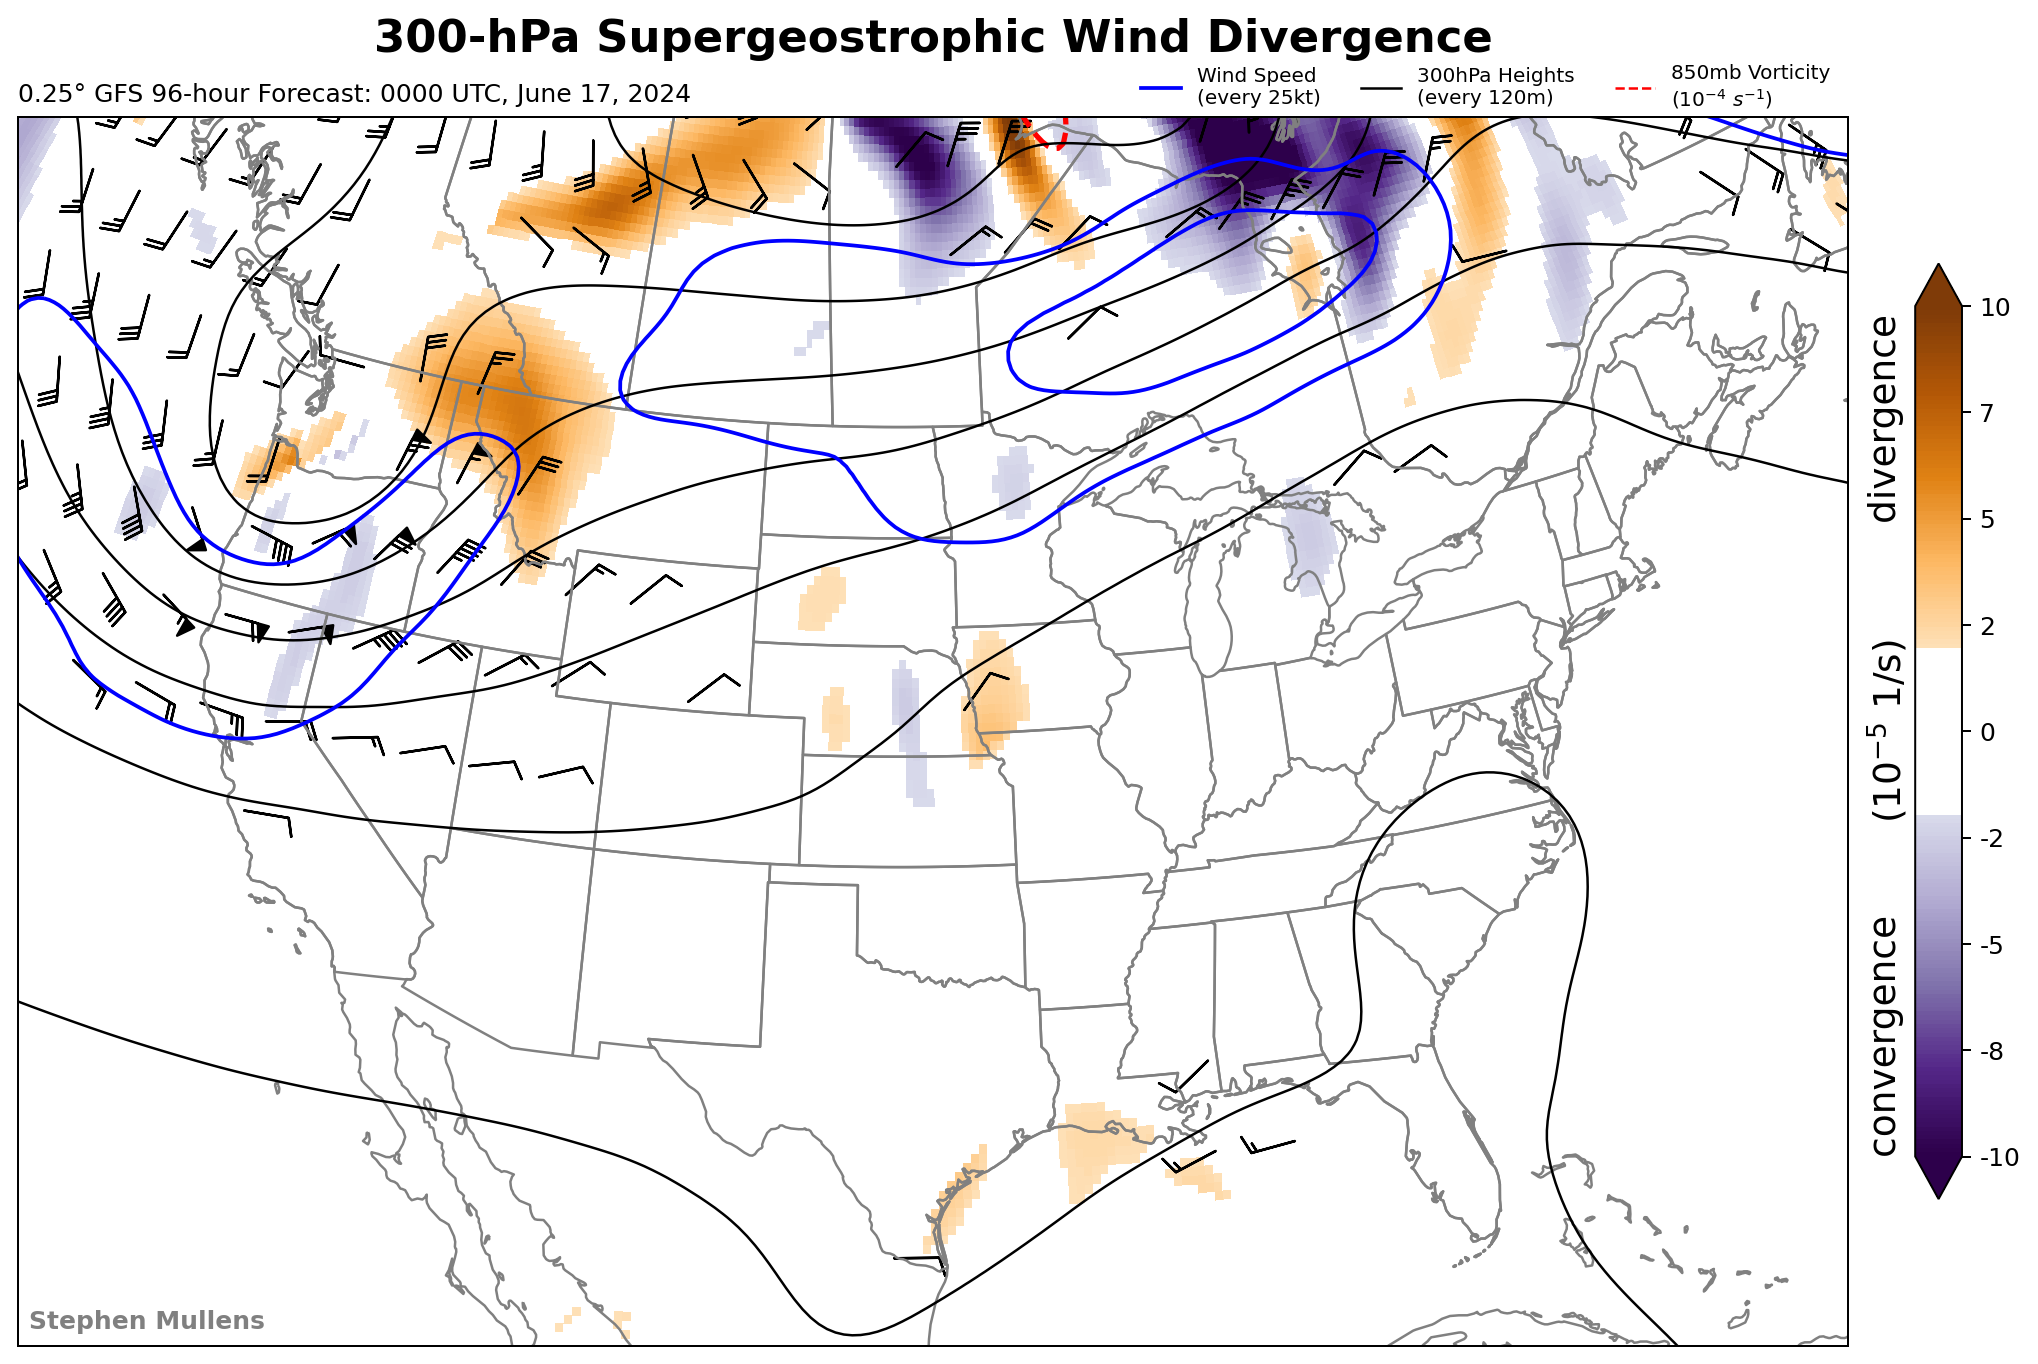 300-hPa Supergeostrophic Wind Divergence
0.25° GFS 96-hour Forecast: 0000 UTC, June 17, 2024
Wind Speed
(every 25kt)
300hPa Heights
(every 120m)
850mb Vorticity
(10⁻⁴ s⁻¹)
10
7
5
2
0
-2
-5
-8
-10
convergence (10⁻⁵ 1/s) divergence
Stephen Mullens